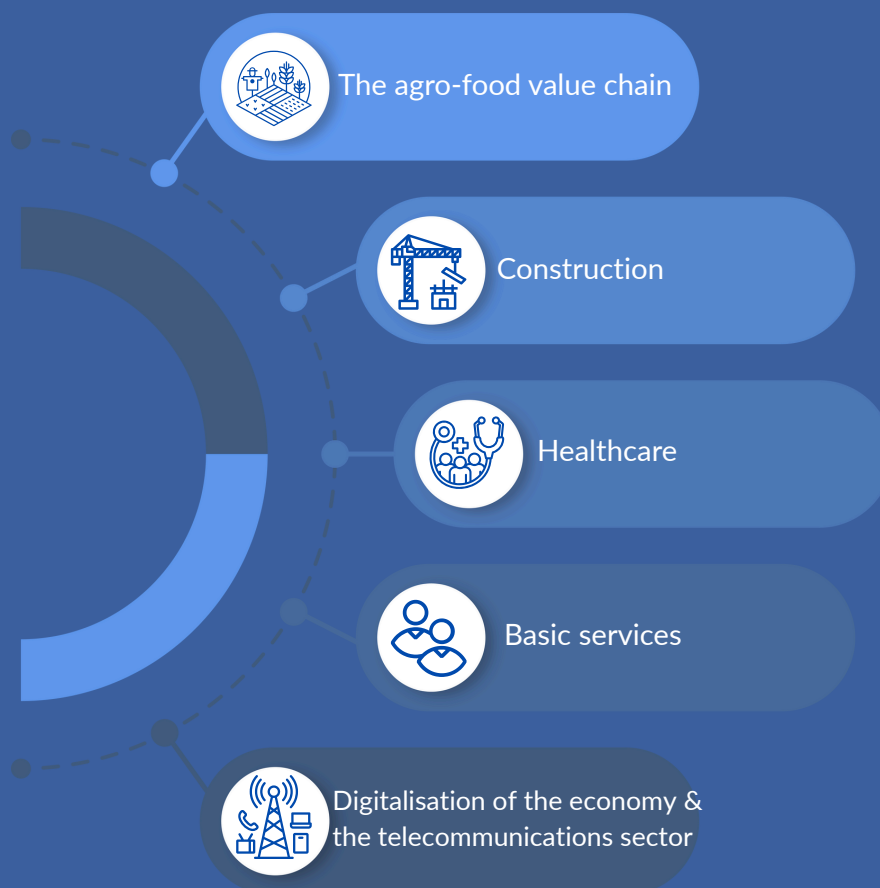 The agro-food value chain
Construction
Healthcare
Basic services
Digitalisation of the economy &
the telecommunications sector